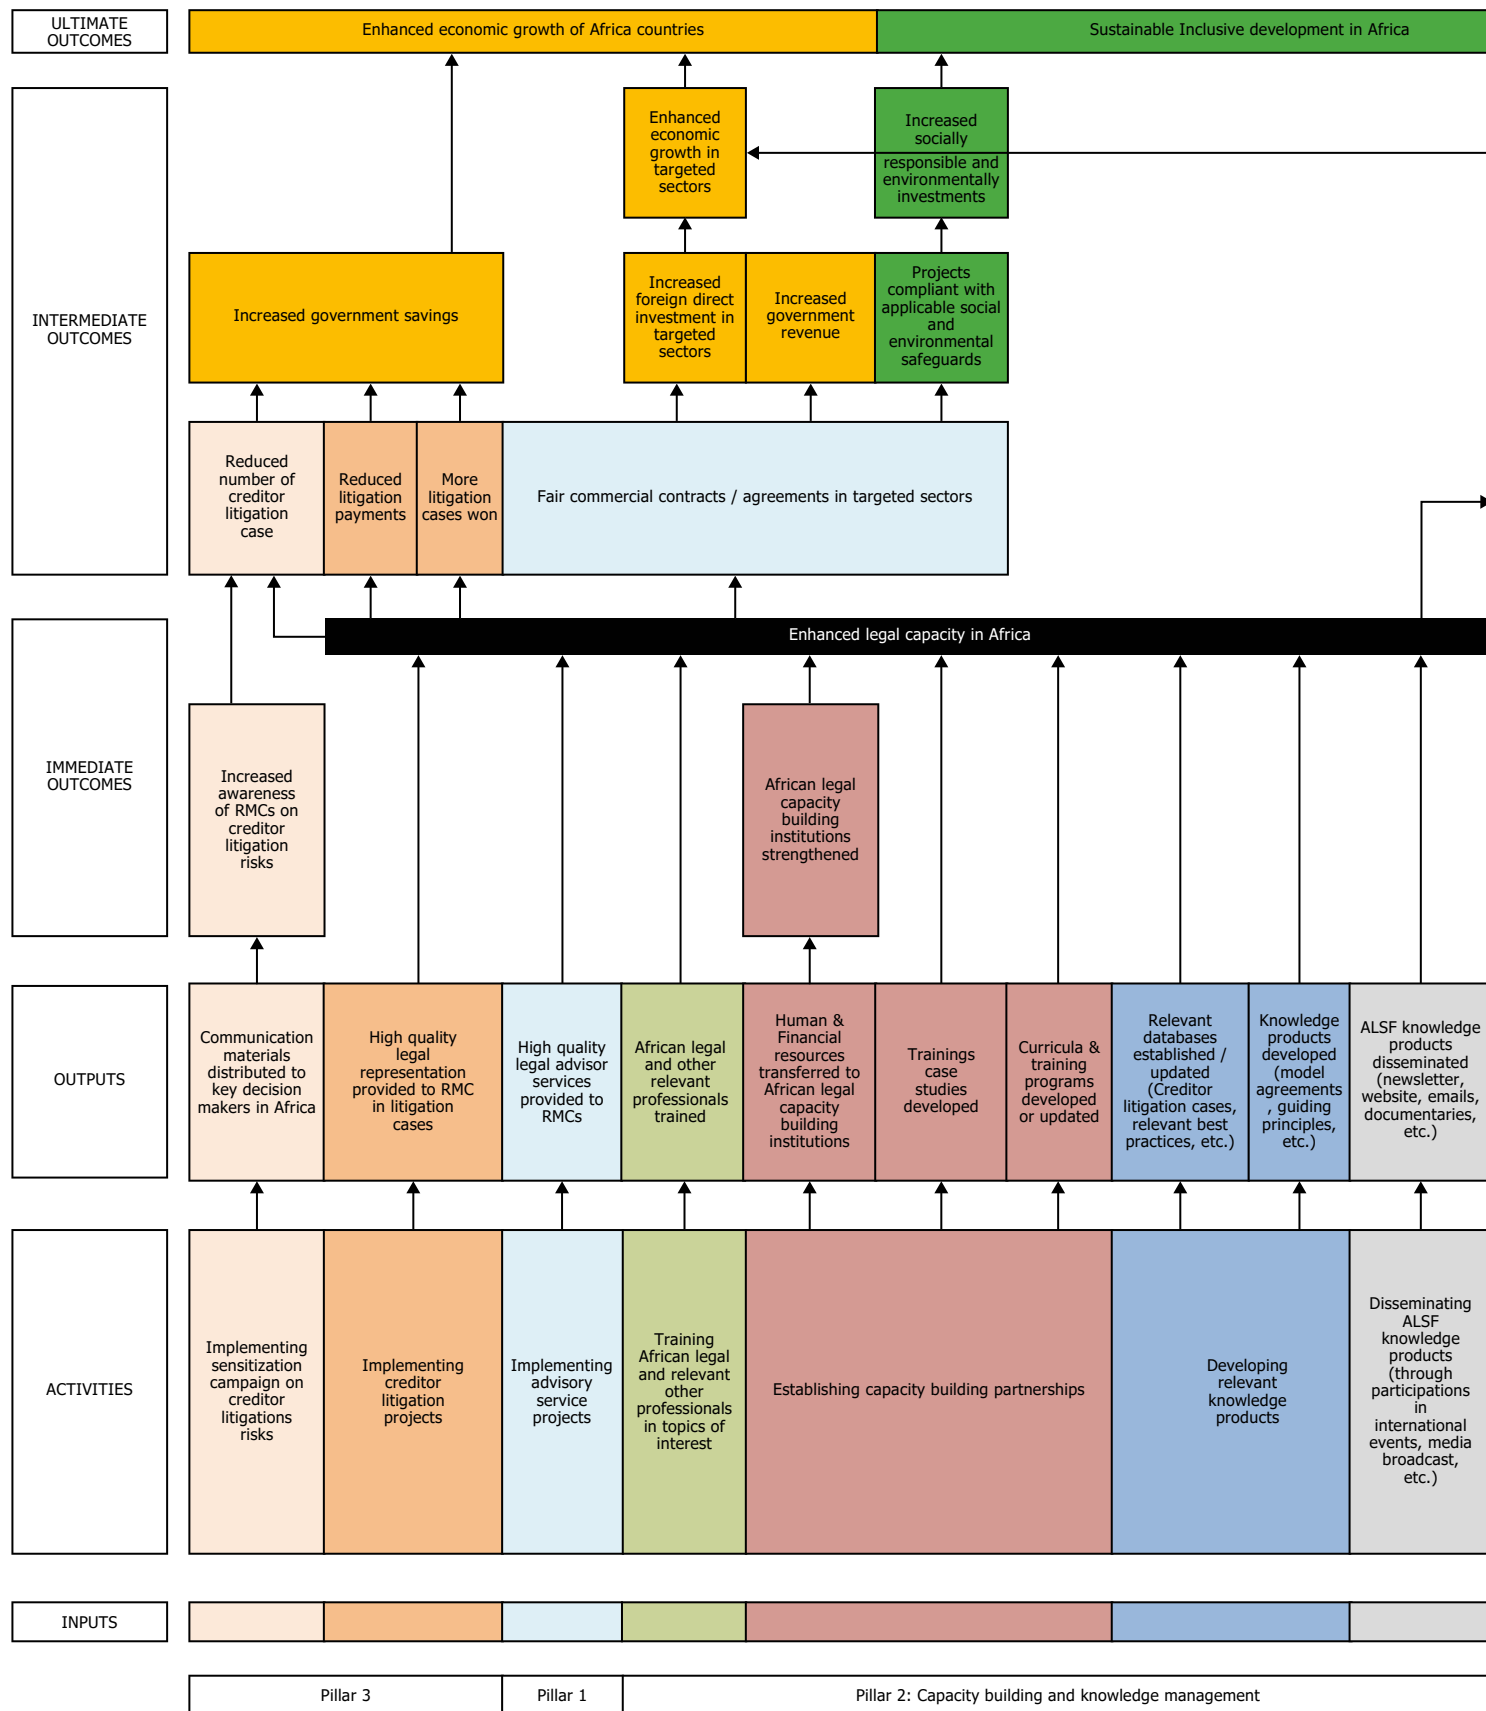 ULTIMATE
OUTCOMES
Enhanced economic growth of Africa countries
Sustainable Inclusive development in Africa
Enhanced
economic
growth in
targeted
sectors
Increased
socially
responsible and
environmentally
investments
INTERMEDIATE
OUTCOMES
Increased government savings
Increased
foreign direct
investment in
targeted
sectors
Increased
government
revenue
Projects
compliant with
applicable social
and
environmental
safeguards
Reduced
number of
creditor
litigation
case
Reduced
litigation
payments
More
litigation
cases won
Fair commercial contracts / agreements in targeted sectors
Enhanced legal capacity in Africa
IMMEDIATE
OUTCOMES
Increased
awareness
of RMCs on
creditor
litigation
risks
African legal
capacity
building
institutions
strengthened
OUTPUTS
Communication
materials
distributed to
key decision
makers in Africa
High quality
legal
representation
provided to RMC
in litigation
cases
High quality
legal advisor
services
provided to
RMCs
African legal
and other
relevant
professionals
trained
Human &
Financial
resources
transferred to
African legal
capacity
building
institutions
Trainings
case
studies
developed
Curricula &
training
programs
developed
or updated
Relevant
databases
established /
updated
(Creditor
litigation cases,
relevant best
practices, etc.)
Knowledge
products
developed
(model
agreements
, guiding
principles,
etc.)
ALSF knowledge
products
disseminated
(newsletter,
website, emails,
documentaries,
etc.)
ACTIVITIES
Implementing
sensitization
campaign on
creditor
litigations
risks
Implementing
creditor
litigation
projects
Implementing
advisory
service
projects
Training
African legal
and relevant
other
professionals
in topics of
interest
Establishing capacity building partnerships
Developing
relevant
knowledge
products
Disseminating
ALSF
knowledge
products
(through
participations
in
international
events, media
broadcast,
etc.)
INPUTS
Pillar 3
Pillar 1
Pillar 2: Capacity building and knowledge management